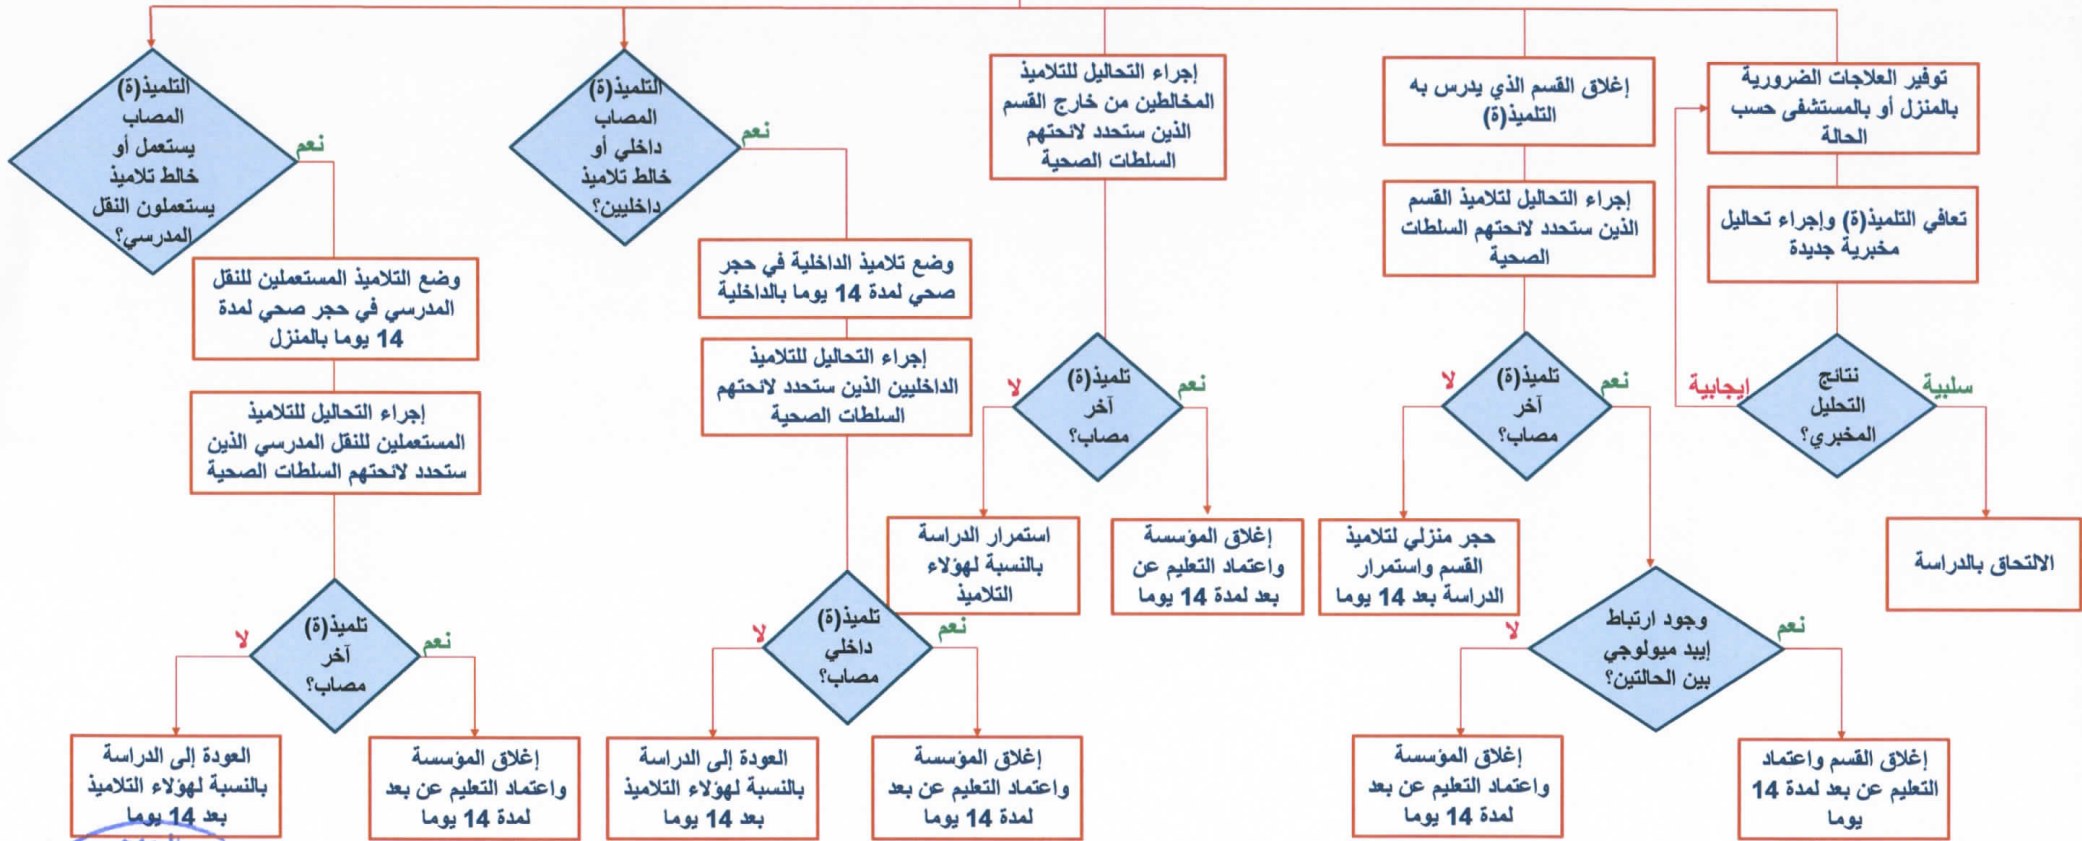 توفير العلاجات الضرورية
بالمنزل أو بالمستشفى حسب
الحالة
تعافي التلميذ(ة) وإجراء تحاليل
مخبرية جديدة
نتائج
التحليل
المخبري؟
سلبية
إيجابية
الالتحاق بالدراسة
إغلاق القسم الذي يدرس به
التلميذ(ة)
إجراء التحاليل لتلاميذ القسم
الذين ستحدد لائحتهم السلطات
الصحية
تلميذ(ة)
آخر
مصاب؟
نعم
لا
حجر منزلي لتلاميذ
القسم واستمرار
الدراسة بعد 14 يوما
وجود ارتباط
إيبد ميولوجي
بين الحالتين؟
نعم
لا
إغلاق القسم واعتماد
التعليم عن بعد لمدة 14
يوما
إغلاق المؤسسة
واعتماد التعليم عن بعد
لمدة 14 يوما
إجراء التحاليل للتلاميذ
المخالطين من خارج القسم
الذين ستحدد لائحتهم
السلطات الصحية
تلميذ(ة)
آخر
مصاب؟
نعم
لا
إغلاق المؤسسة
واعتماد التعليم عن
بعد لمدة 14 يوما
استمرار الدراسة
بالنسبة لهؤلاء
التلاميذ
التلميذ(ة)
المصاب
داخلي أو
خالط تلاميذ
داخليين؟
نعم
وضع تلاميذ الداخلية في حجر
صحي لمدة 14 يوما بالداخلية
إجراء التحاليل للتلاميذ
الداخليين الذين ستحدد لائحتهم
السلطات الصحية
تلميذ(ة)
داخلي
مصاب؟
نعم
لا
إغلاق المؤسسة
واعتماد التعليم عن بعد
لمدة 14 يوما
العودة إلى الدراسة
بالنسبة لهؤلاء التلاميذ
بعد 14 يوما
التلميذ(ة)
المصاب
يستعمل أو
خالط تلاميذ
يستعملون النقل
المدرسي؟
نعم
وضع التلاميذ المستعملين للنقل
المدرسي في حجر صحي لمدة
14 يوما بالمنزل
إجراء التحاليل للتلاميذ
المستعملين للنقل المدرسي الذين
ستحدد لائحتهم السلطات الصحية
تلميذ(ة)
آخر
مصاب؟
نعم
لا
إغلاق المؤسسة
واعتماد التعليم عن بعد
لمدة 14 يوما
العودة إلى الدراسة
بالنسبة لهؤلاء التلاميذ
بعد 14 يوما